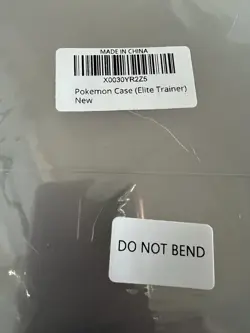 MADE IN CHINA
X0030YR2Z5
Pokemon Case (Elite Trainer)
New
DO NOT BEND